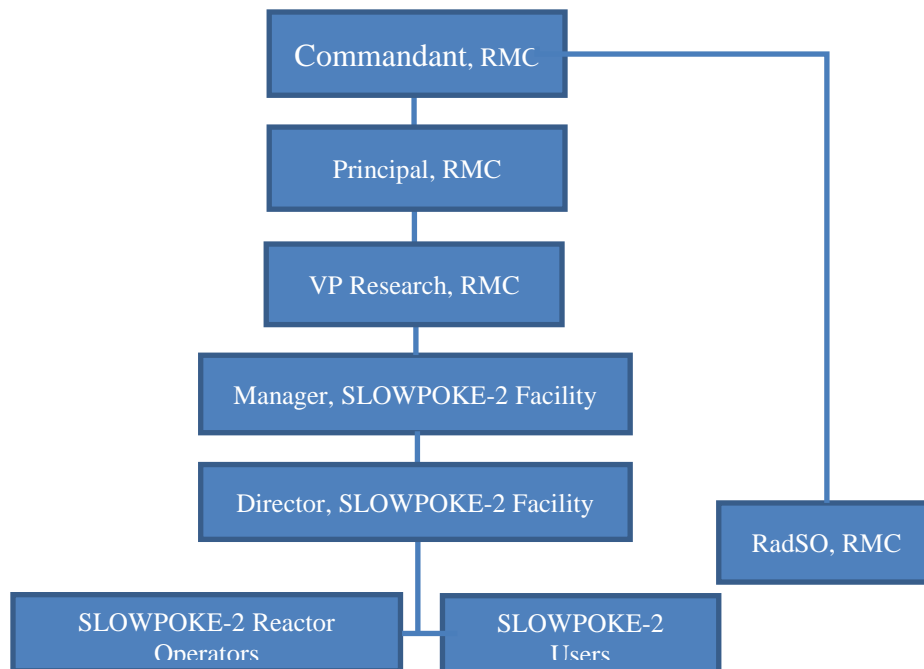 Commandant, RMC
Principal, RMC
VP Research, RMC
Manager, SLOWPOKE-2 Facility
Director, SLOWPOKE-2 Facility
RadSO, RMC
SLOWPOKE-2 Reactor
Operators
SLOWPOKE-2
Users